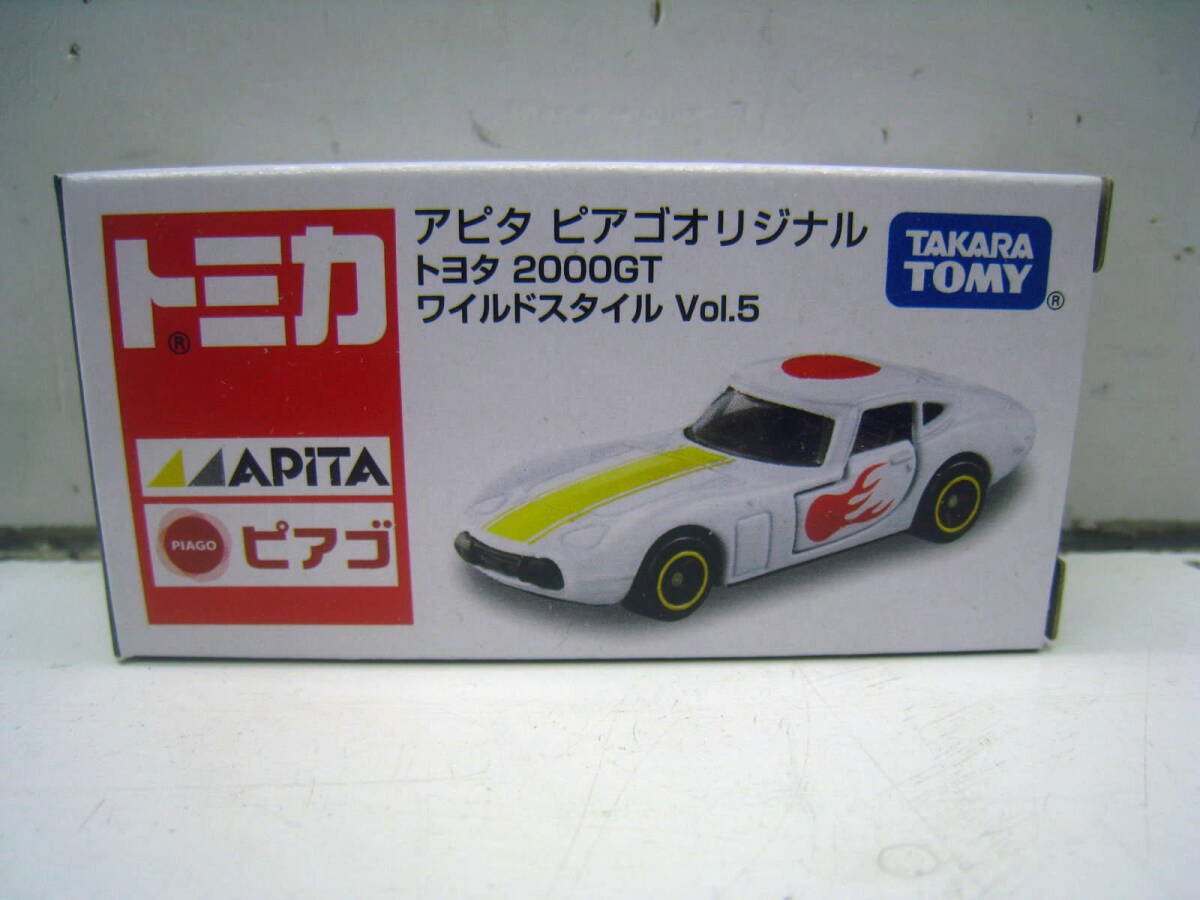 トミカ
®
APiTA
PIAGO
ピアゴ
アピタ ピアゴオリジナル
トヨタ 2000GT
ワイルドスタイル Vol.5
TAKARA
TOMY
®